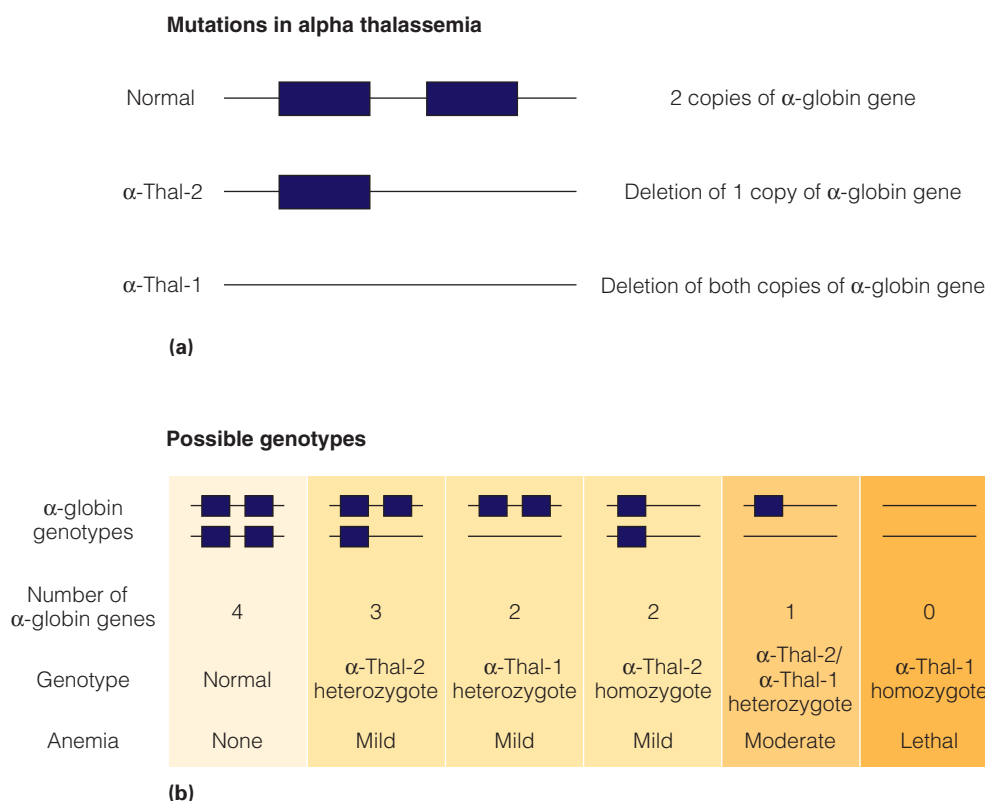 Mutations in alpha thalassemia
Normal
2 copies of α-globin gene
α-Thal-2
Deletion of 1 copy of α-globin gene
α-Thal-1
Deletion of both copies of α-globin gene
(a)
Possible genotypes
α-globin
genotypes
Number of
α-globin genes
4 3 2 2 1 0
Genotype
Normal
α-Thal-2
heterozygote
α-Thal-1
heterozygote
α-Thal-2
homozygote
α-Thal-2/
α-Thal-1
heterozygote
α-Thal-1
homozygote
Anemia
None Mild Mild Mild Moderate Lethal
(b)